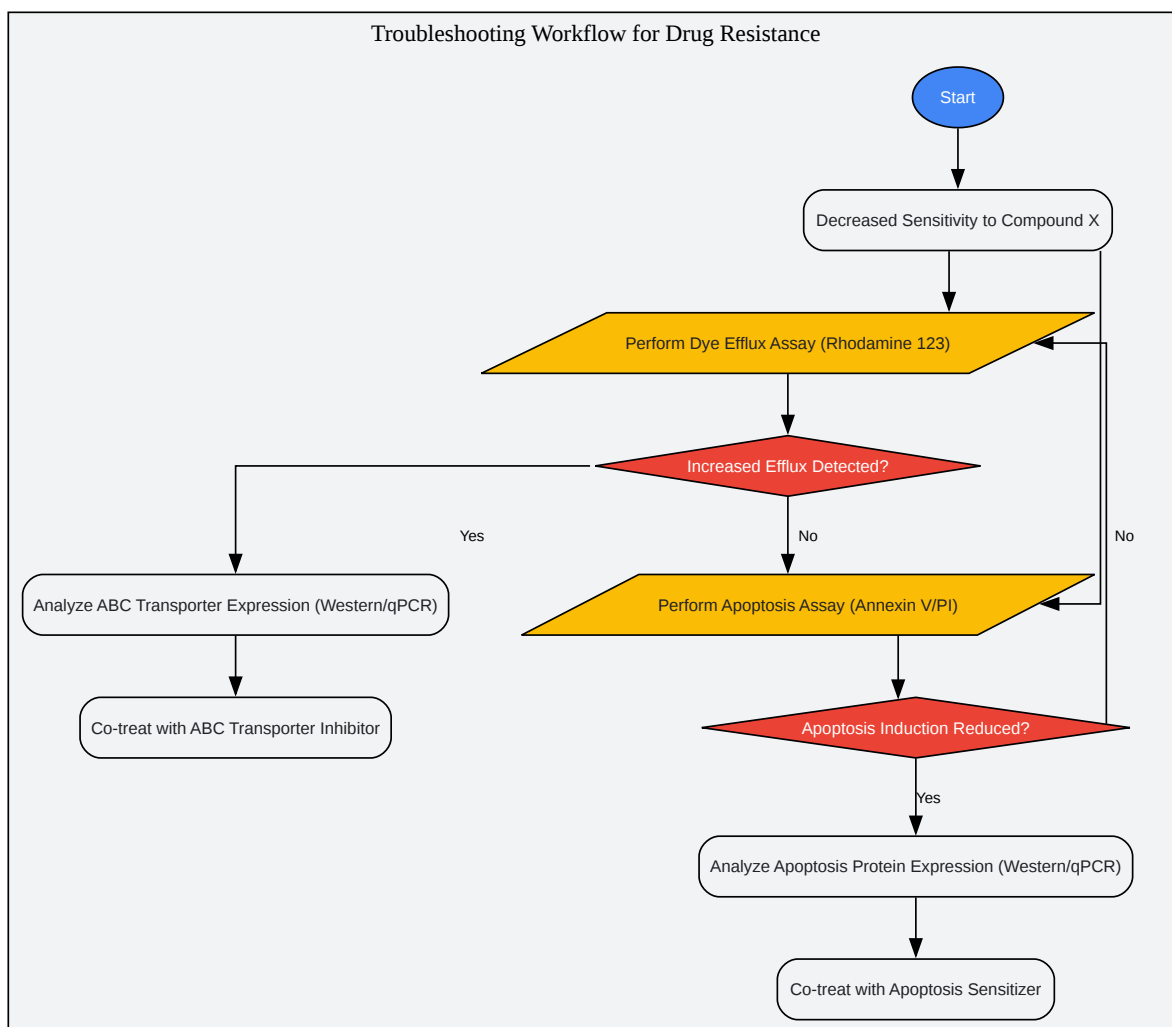 Troubleshooting Workflow for Drug Resistance
Start
Decreased Sensitivity to Compound X
Perform Dye Efflux Assay (Rhodamine 123)
Increased Efflux Detected?
Yes
No
No
Analyze ABC Transporter Expression (Western/qPCR)
Perform Apoptosis Assay (Annexin V/PI)
Co-treat with ABC Transporter Inhibitor
Apoptosis Induction Reduced?
Yes
Analyze Apoptosis Protein Expression (Western/qPCR)
Co-treat with Apoptosis Sensitizer